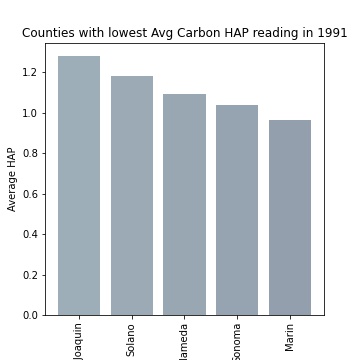 Counties with lowest Avg Carbon HAP reading in 1991
Average HAP
1.2
1.0
0.8
0.6
0.4
0.2
0.0
Joaquin
Solano
lameda
onoma
Marin